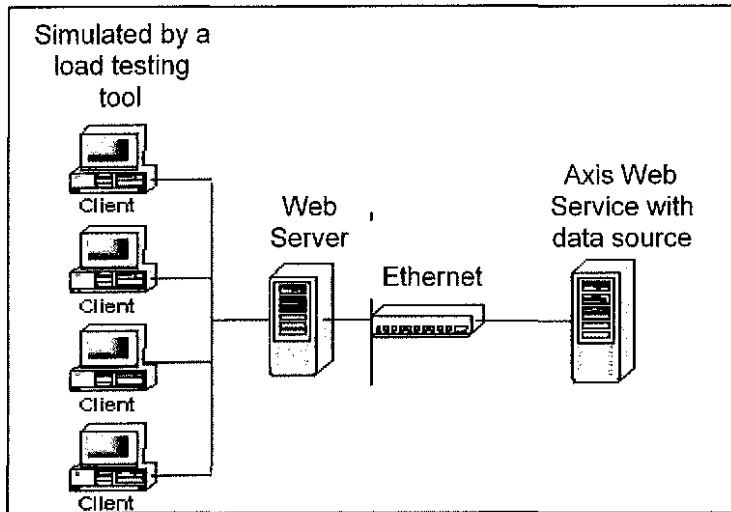 Simulated by a
load testing
tool
Client
Client
Client
Client
Web
Server
Ethernet
Axis Web
Service with
data source